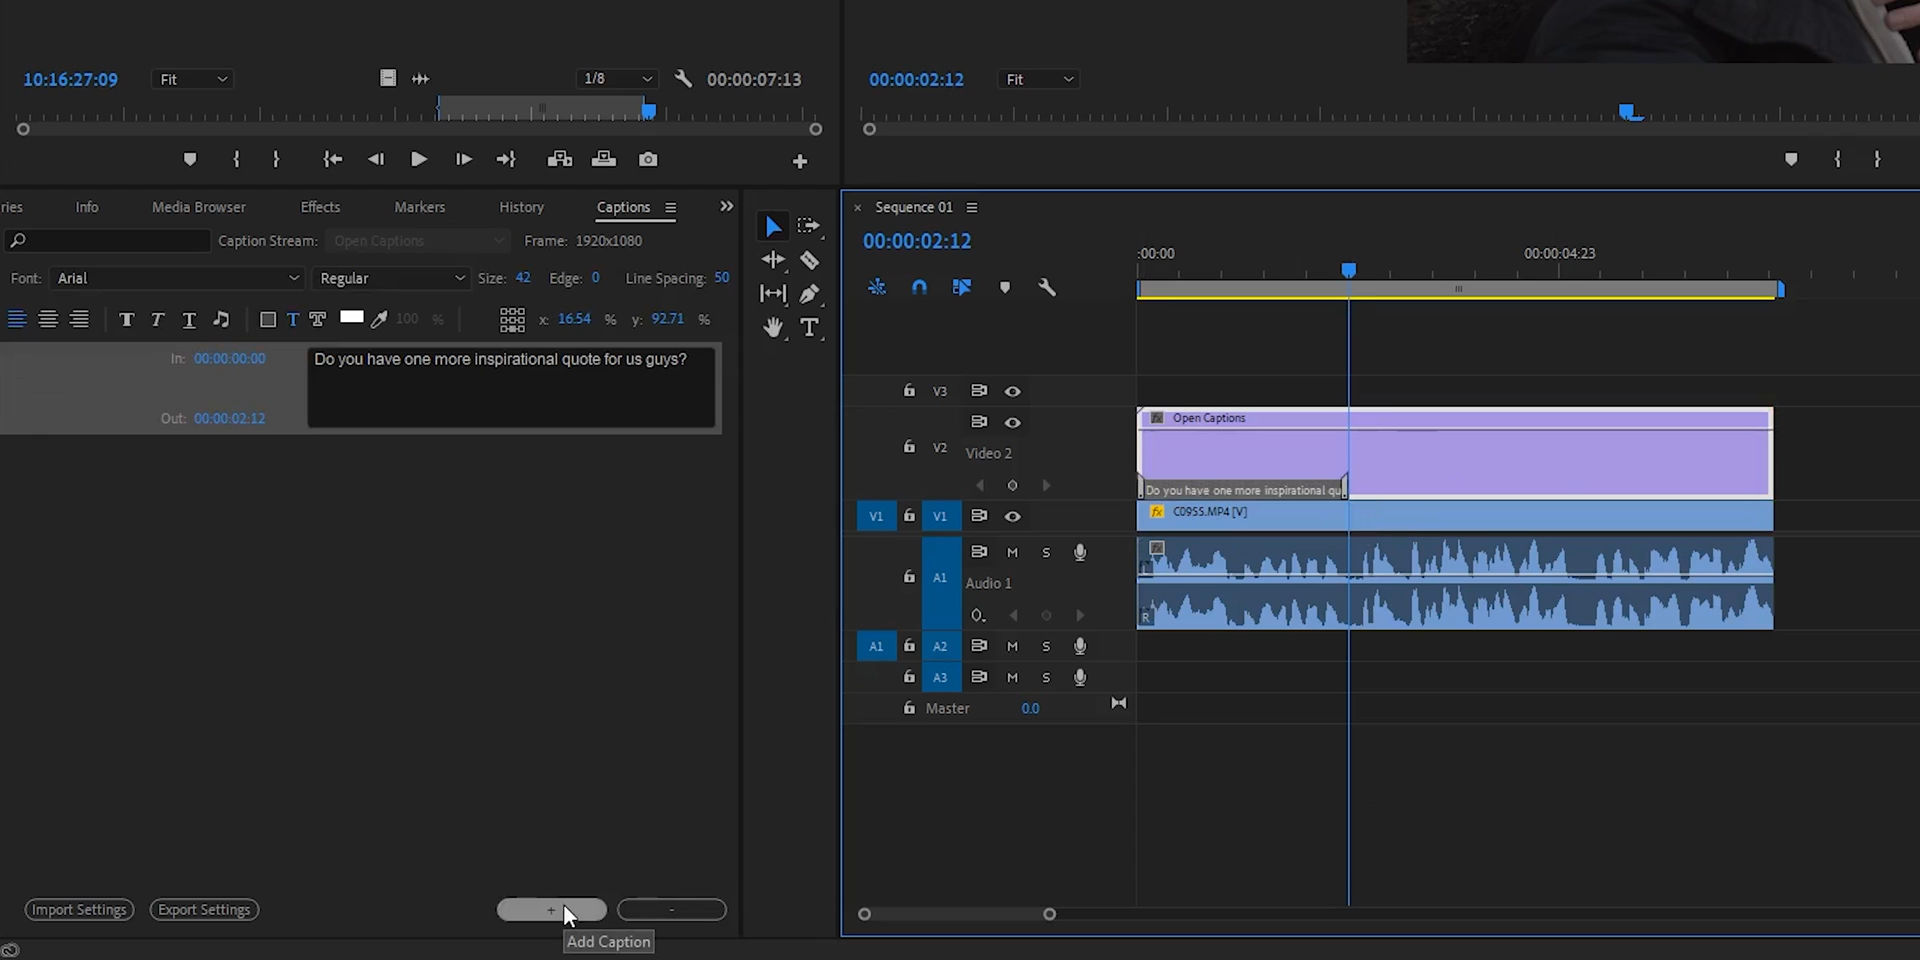 10:16:27:09
Fit
1/8
00:00:07:13
00:00:02:12
Fit
ries
Info
Media Browser
Effects
Markers
History
Captions
Caption Stream:
Open Captions
Frame: 1920x1080
Font:
Arial
Regular
Size: 42
Edge: 0
Line Spacing: 50
T T T
T T
100 %
x: 16.54 %
y: 92.71 %
In: 00:00:00:00
Do you have one more inspirational quote for us guys?
Out: 00:00:02:12
Import Settings
Export Settings
+
-
Add Caption
T
× Sequence 01
00:00:02:12
:00:00
00:00:04:23
V3
V2
Video 2
fx Open Captions
Do you have one more inspirational qu
V1
V1
fx C0955.MP4 [V]
A1
M S
Audio 1
fx
L
R
A1
A2
M S
A3
M S
Master
0.0